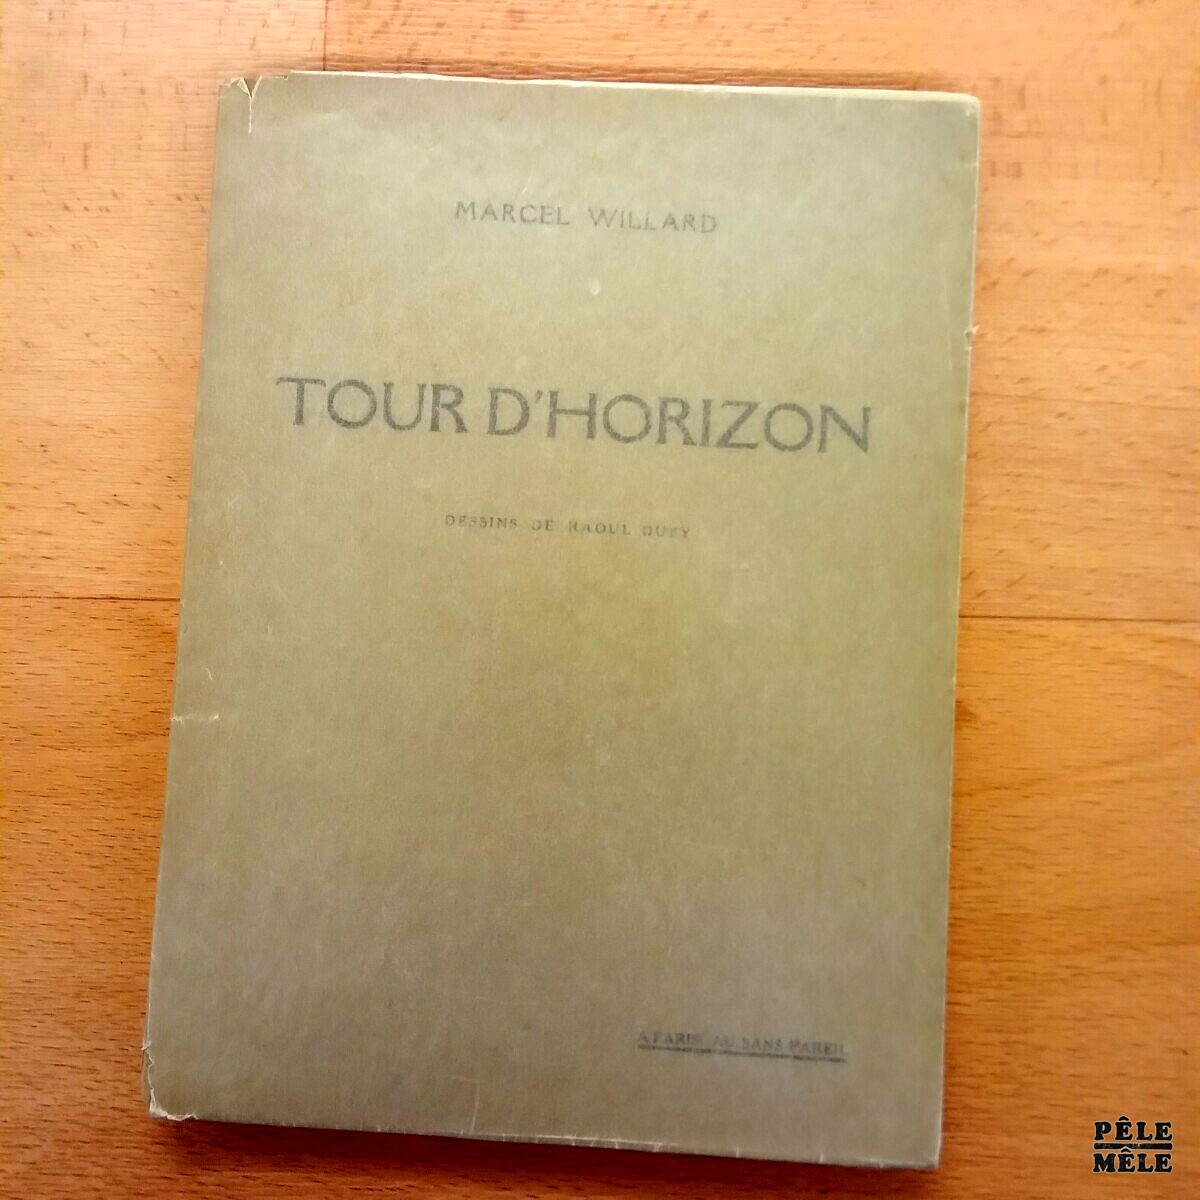 MARCEL WILLARD
TOUR D'HORIZON
DESSINS DE RAOUL DUFY
A PARIS, AU SANS PAREIL
PÊLE
MÊLE